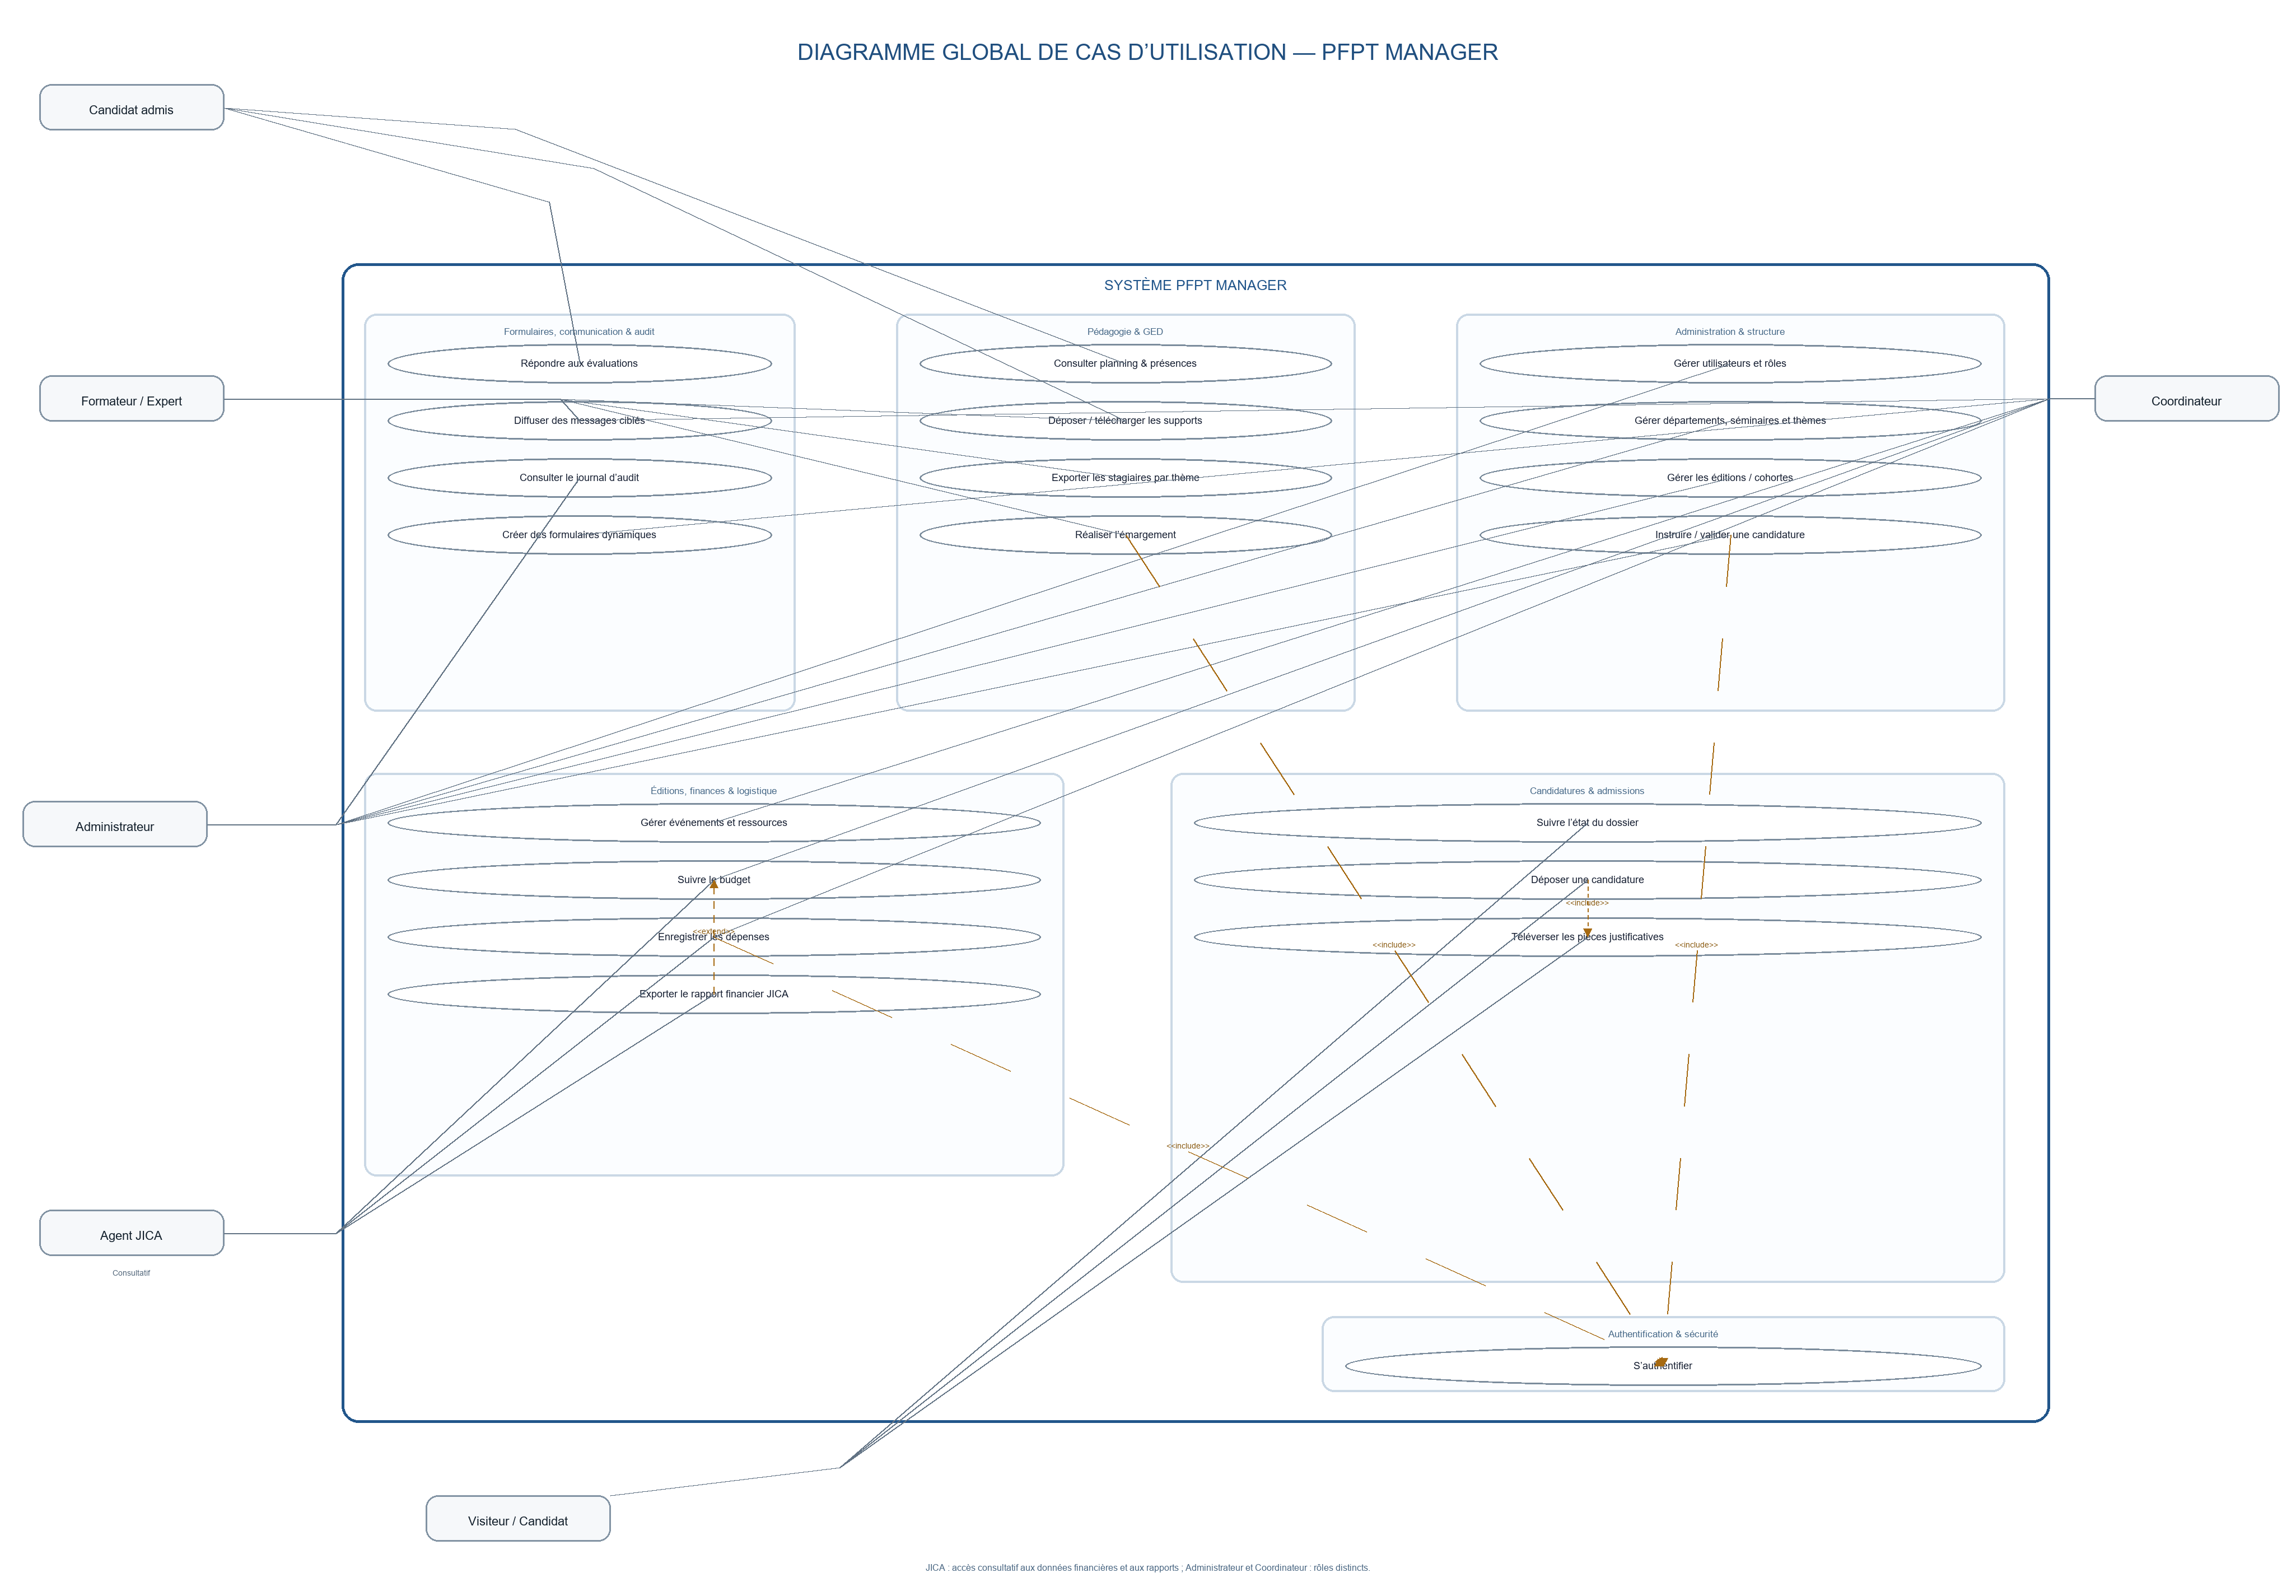 DIAGRAMME GLOBAL DE CAS D’UTILISATION — PFPT MANAGER
Candidat admis
SYSTÈME PFPT MANAGER
Formulaires, communication & audit
Répondre aux évaluations
Diffuser des messages ciblés
Consulter le journal d’audit
Créer des formulaires dynamiques
Pédagogie & GED
Consulter planning & présences
Déposer / télécharger les supports
Exporter les stagiaires par thème
Réaliser l’émargement
Administration & structure
Gérer utilisateurs et rôles
Gérer départements, séminaires et thèmes
Gérer les éditions / cohortes
Instruire / valider une candidature
Formateur / Expert
Coordinateur
Éditions, finances & logistique
Gérer événements et ressources
Suivre le budget
<<extend>>
Enregistrer les dépenses
Exporter le rapport financier JICA
Candidatures & admissions
Suivre l’état du dossier
Déposer une candidature
<<include>>
Téléverser les pièces justificatives
<<include>>
<<include>>
Administrateur
<<include>>
Agent JICA
Consultatif
Authentification & sécurité
S’authentifier
Visiteur / Candidat
JICA : accès consultatif aux données financières et aux rapports ; Administrateur et Coordinateur : rôles distincts.